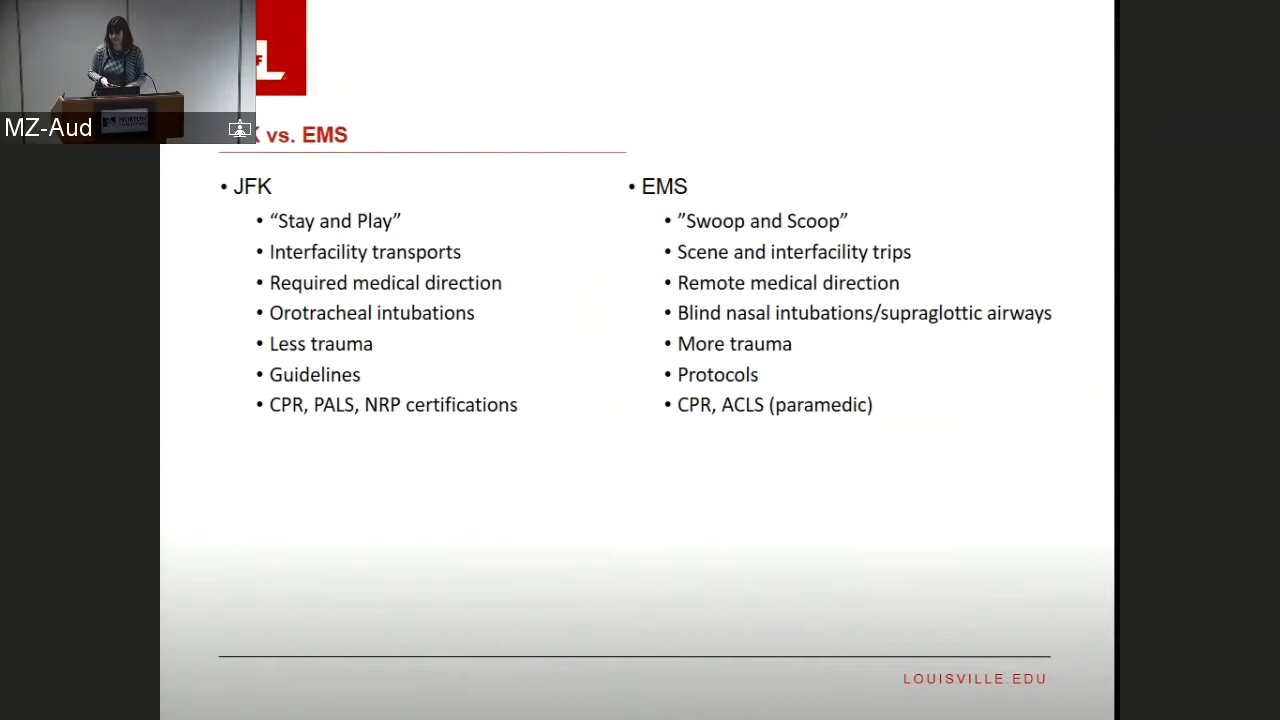 MZ-Aud
NORTON
L
K vs. EMS
• JFK
• “Stay and Play”
• Interfacility transports
• Required medical direction
• Orotracheal intubations
• Less trauma
• Guidelines
• CPR, PALS, NRP certifications
• EMS
• ”Swoop and Scoop”
• Scene and interfacility trips
• Remote medical direction
• Blind nasal intubations/supraglottic airways
• More trauma
• Protocols
• CPR, ACLS (paramedic)
LOUISVILLE.EDU